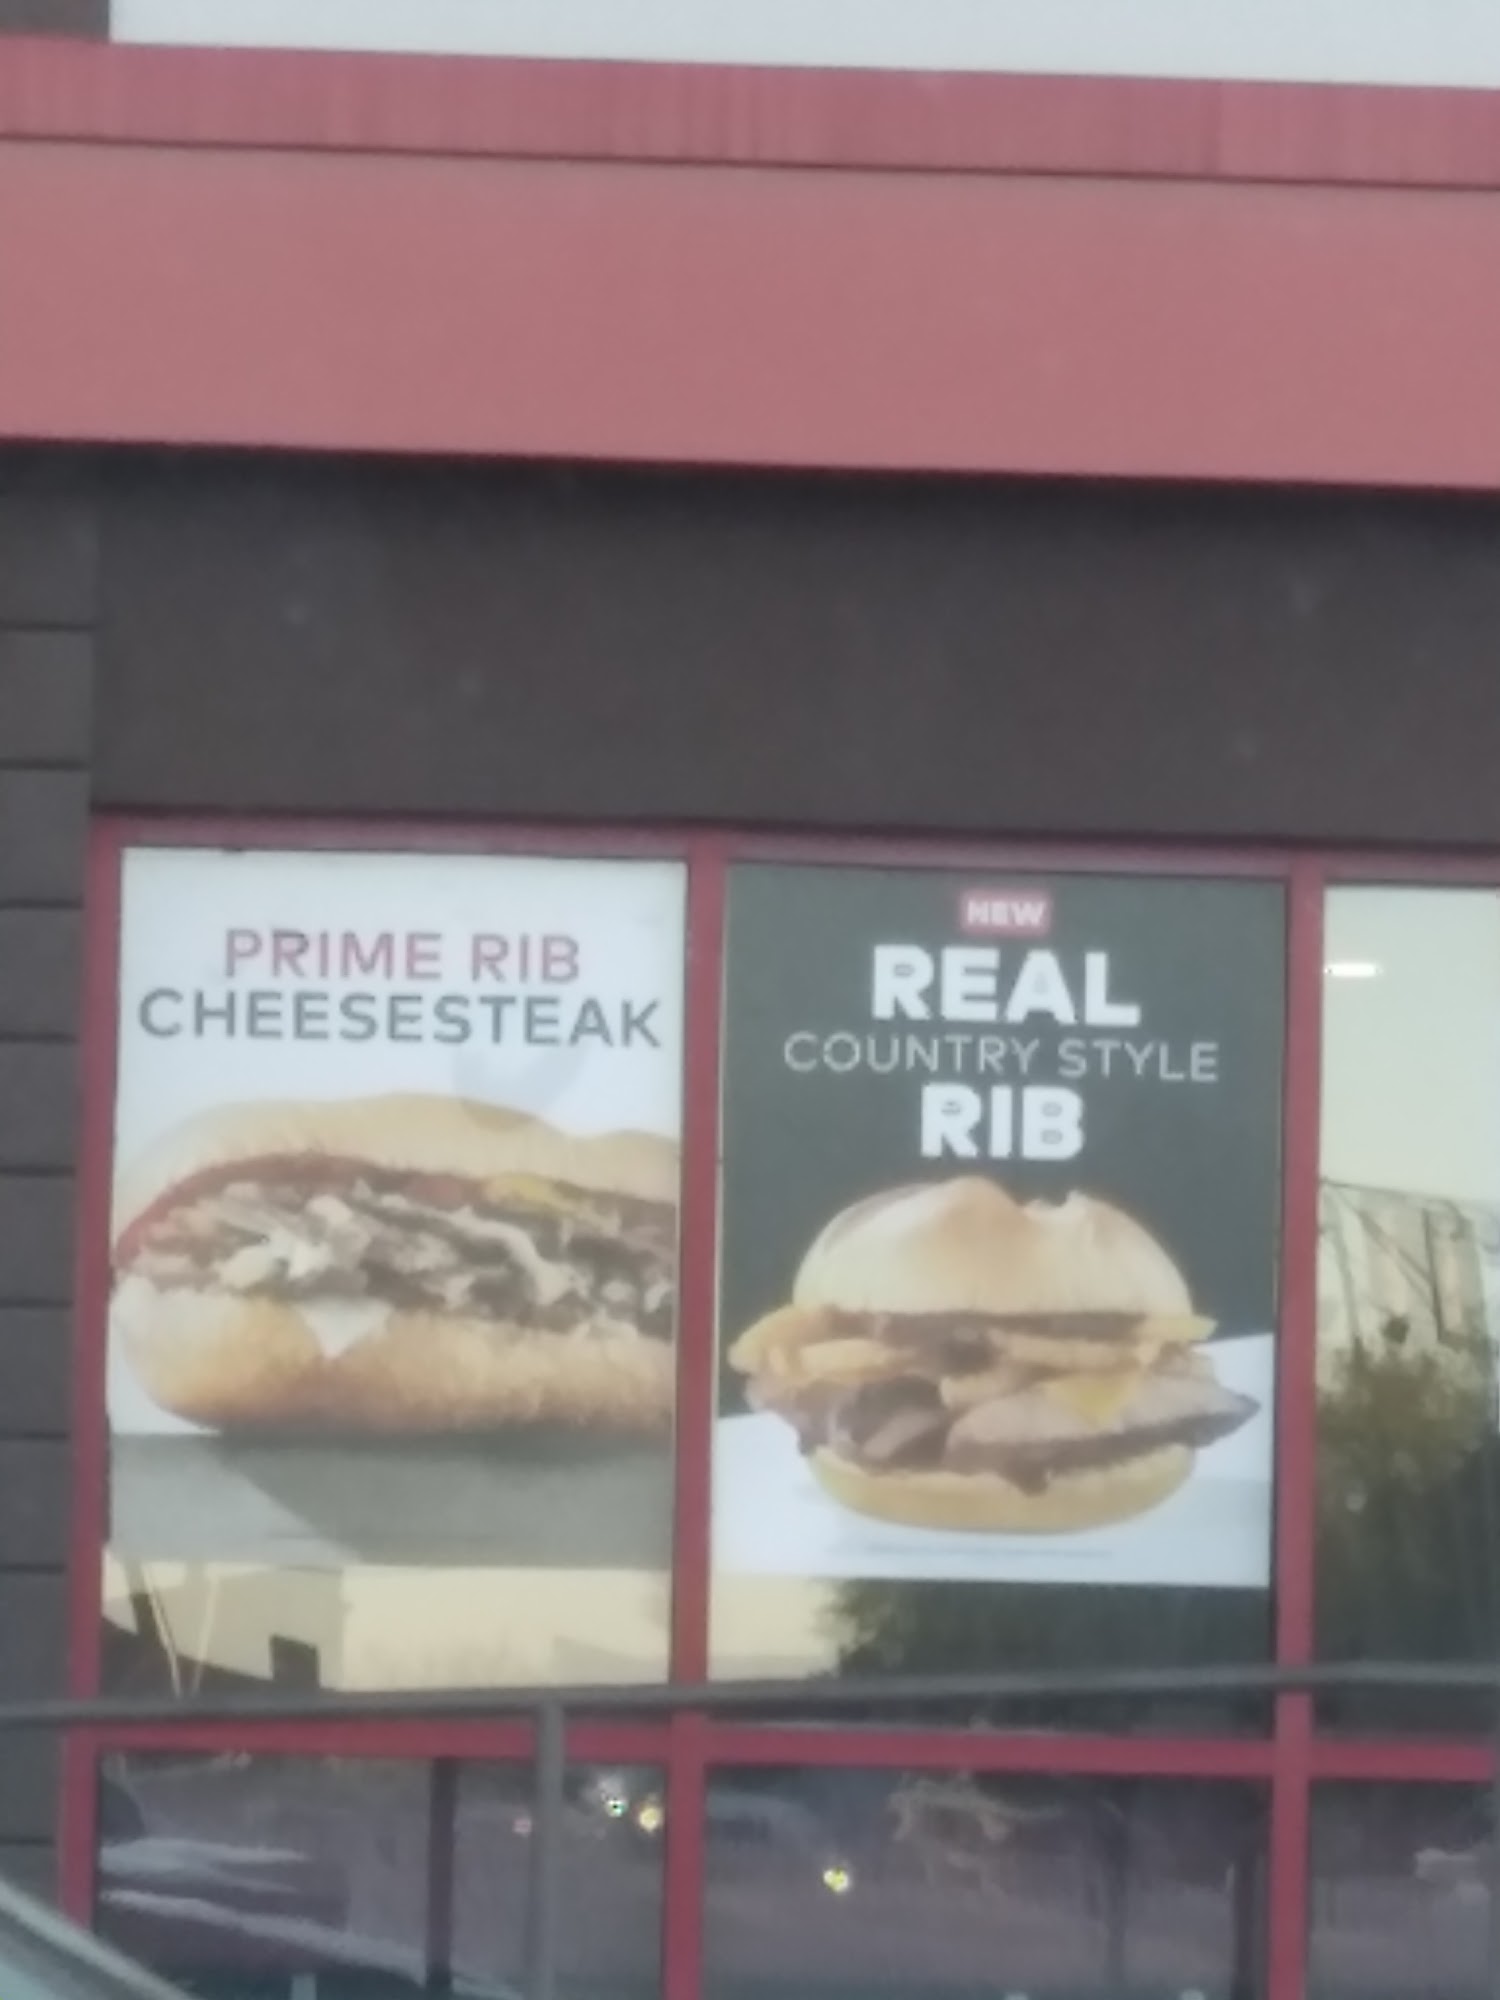 PRIME RIB
CHEESESTEAK
NEW
REAL
COUNTRY STYLE
RIB